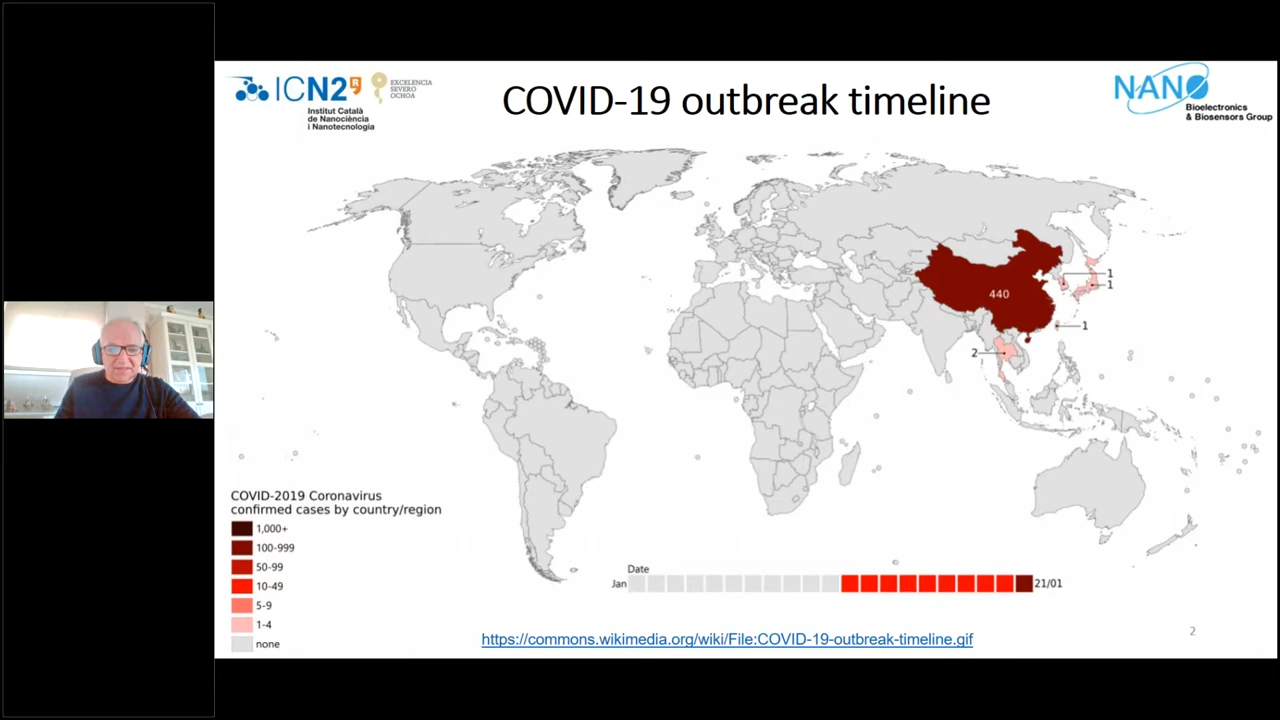 ICN2
Institut Català
de Nanociència
i Nanotecnologia
EXCELENCIA
SEVERO
OCHOA
COVID-19 outbreak timeline
NANO
Bioelectronics
& Biosensors Group
440
1
1
1
2
COVID-2019 Coronavirus
confirmed cases by country/region
1,000+
100-999
50-99
10-49
5-9
1-4
none
Date
Jan
21/01
https://commons.wikimedia.org/wiki/File:COVID-19-outbreak-timeline.gif
2